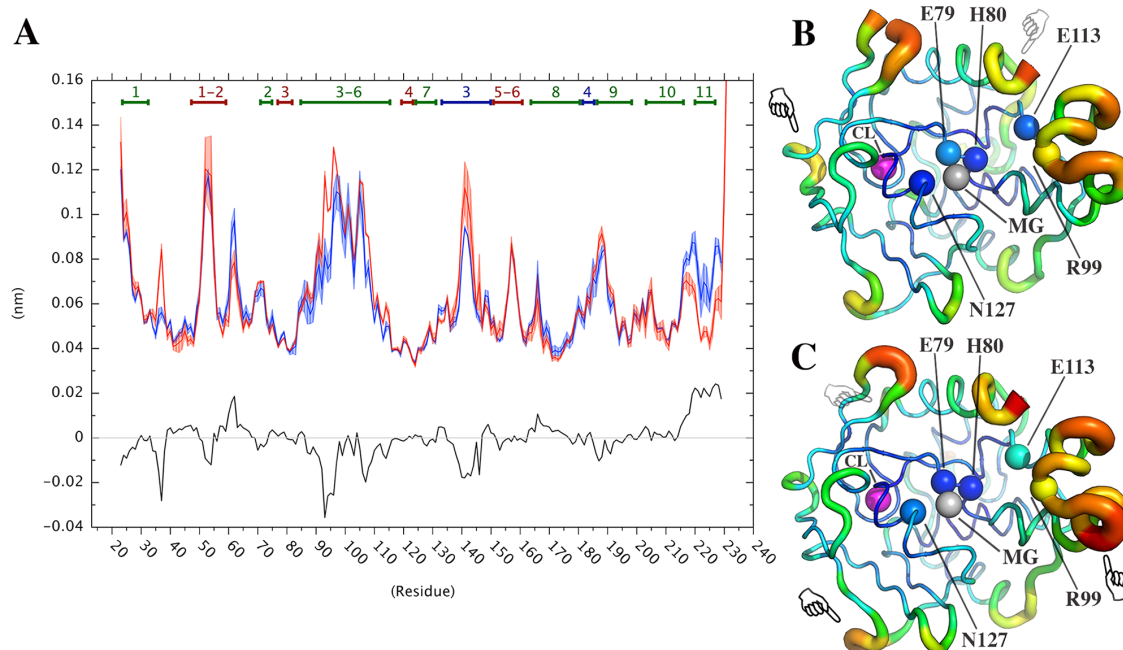 A
0.16
0.14
0.12
0.1
0.08
0.06
0.04
0.02
0
−0.02
−0.04
(nm)
1
1-2
2
3
3-6
4
7
3
5-6
8
4
9
10
11
20 30 40 50 60 70 80 90 100 110 120 130 140 150 160 170 180 190 200 210 220 230 240
(Residue)
B
E79
H80
E113
CL
MG
R99
N127
C
E79
H80
E113
CL
MG
R99
N127